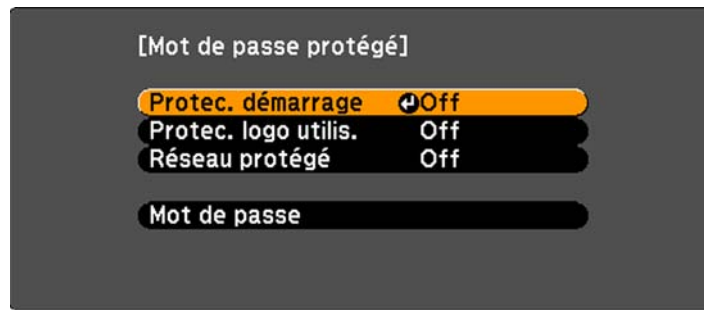 [Mot de passe protégé]
Protec. démarrage Off
Protec. logo utilis. Off
Réseau protégé Off
Mot de passe